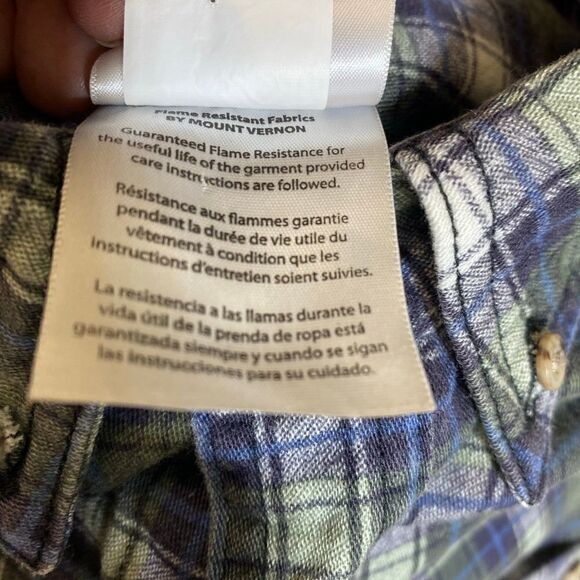 Flame Resistant Fabrics
BY MOUNT VERNON
Guaranteed Flame Resistance for
the useful life of the garment provided
care instructions are followed.
Résistance aux flammes garantie
pendant la durée de vie utile du
vêtement à condition que les
instructions d'entretien soient suivies.
La resistencia a las llamas durante la
vida útil de la prenda de ropa está
garantizada siempre y cuando se sigan
las instrucciones para su cuidado.